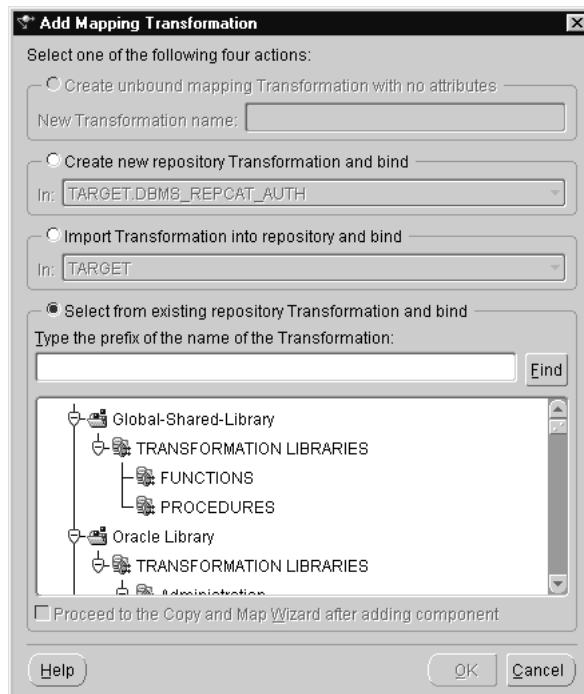 Add Mapping Transformation
Select one of the following four actions:
Create unbound mapping Transformation with no attributes
New Transformation name:
Create new repository Transformation and bind
In: TARGET.DBMS_REPCAT_AUTH
Import Transformation into repository and bind
In: TARGET
Select from existing repository Transformation and bind
Type the prefix of the name of the Transformation:
Find
Global-Shared-Library
TRANSFORMATION LIBRARIES
FUNCTIONS
PROCEDURES
Oracle Library
TRANSFORMATION LIBRARIES
Administration
Proceed to the Copy and Map Wizard after adding component
Help OK Cancel